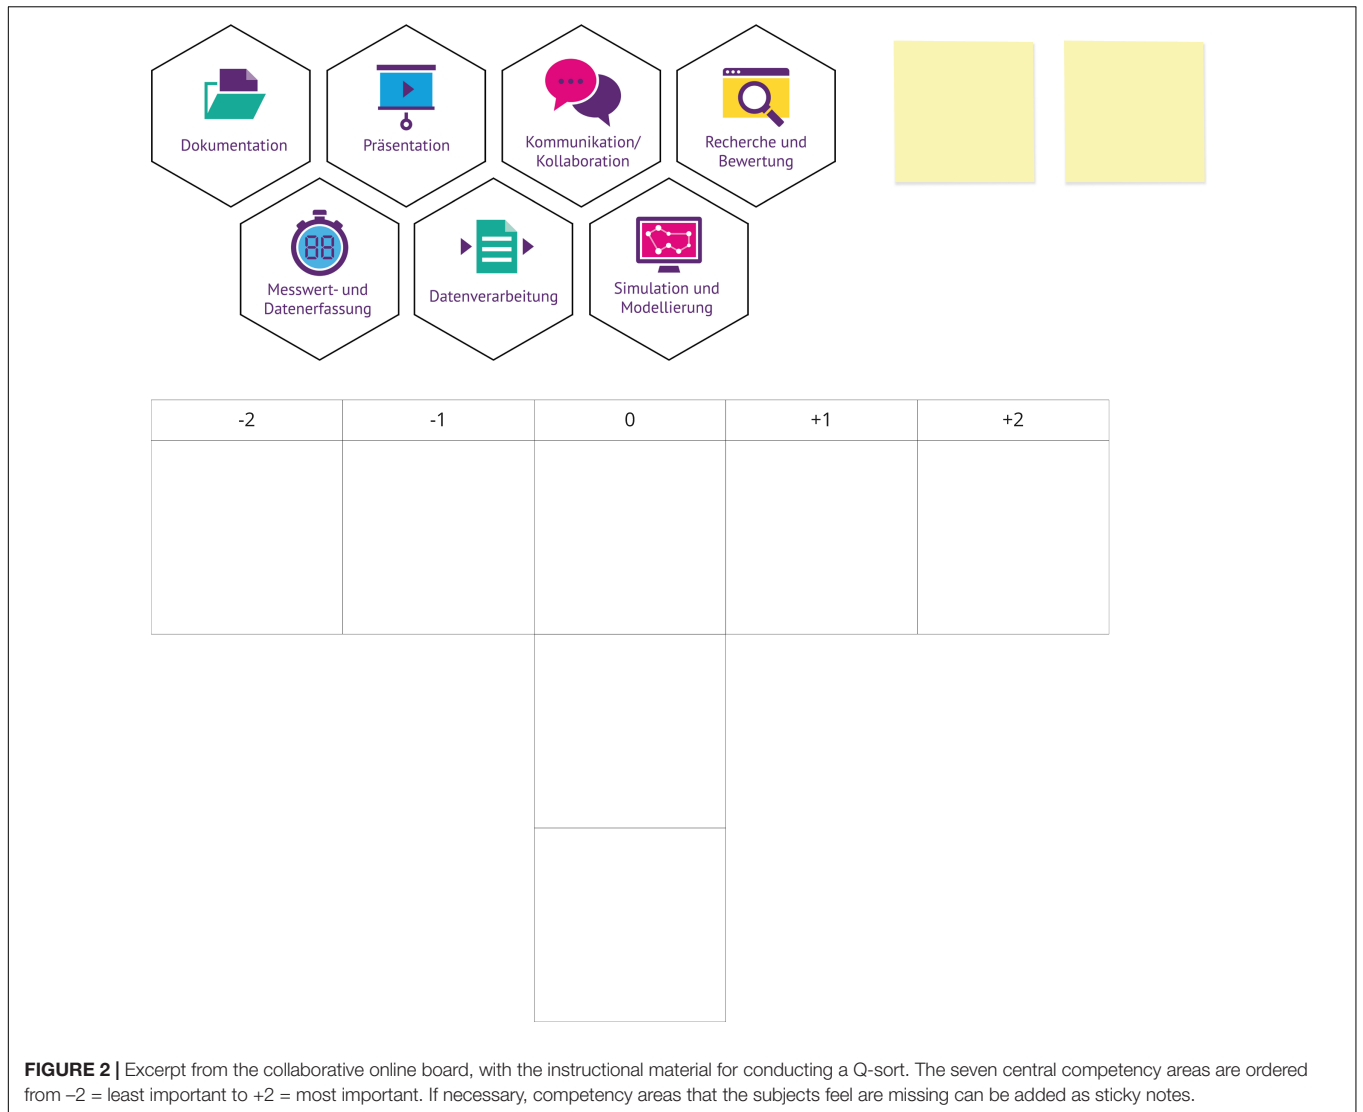 Dokumentation
Präsentation
Kommunikation/
Kollaboration
Recherche und
Bewertung
88
Messwert- und
Datenerfassung
Datenverarbeitung
Simulation und
Modellierung
-2
-1
0
+1
+2
FIGURE 2 | Excerpt from the collaborative online board, with the instructional material for conducting a Q-sort. The seven central competency areas are ordered
from –2 = least important to +2 = most important. If necessary, competency areas that the subjects feel are missing can be added as sticky notes.